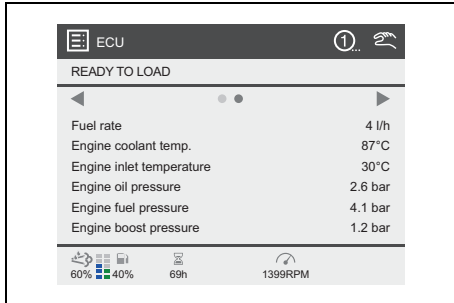 ECU 1...
READY TO LOAD
Fuel rate 4 l/h
Engine coolant temp. 87°C
Engine inlet temperature 30°C
Engine oil pressure 2.6 bar
Engine fuel pressure 4.1 bar
Engine boost pressure 1.2 bar
60% 40% 69h 1399RPM